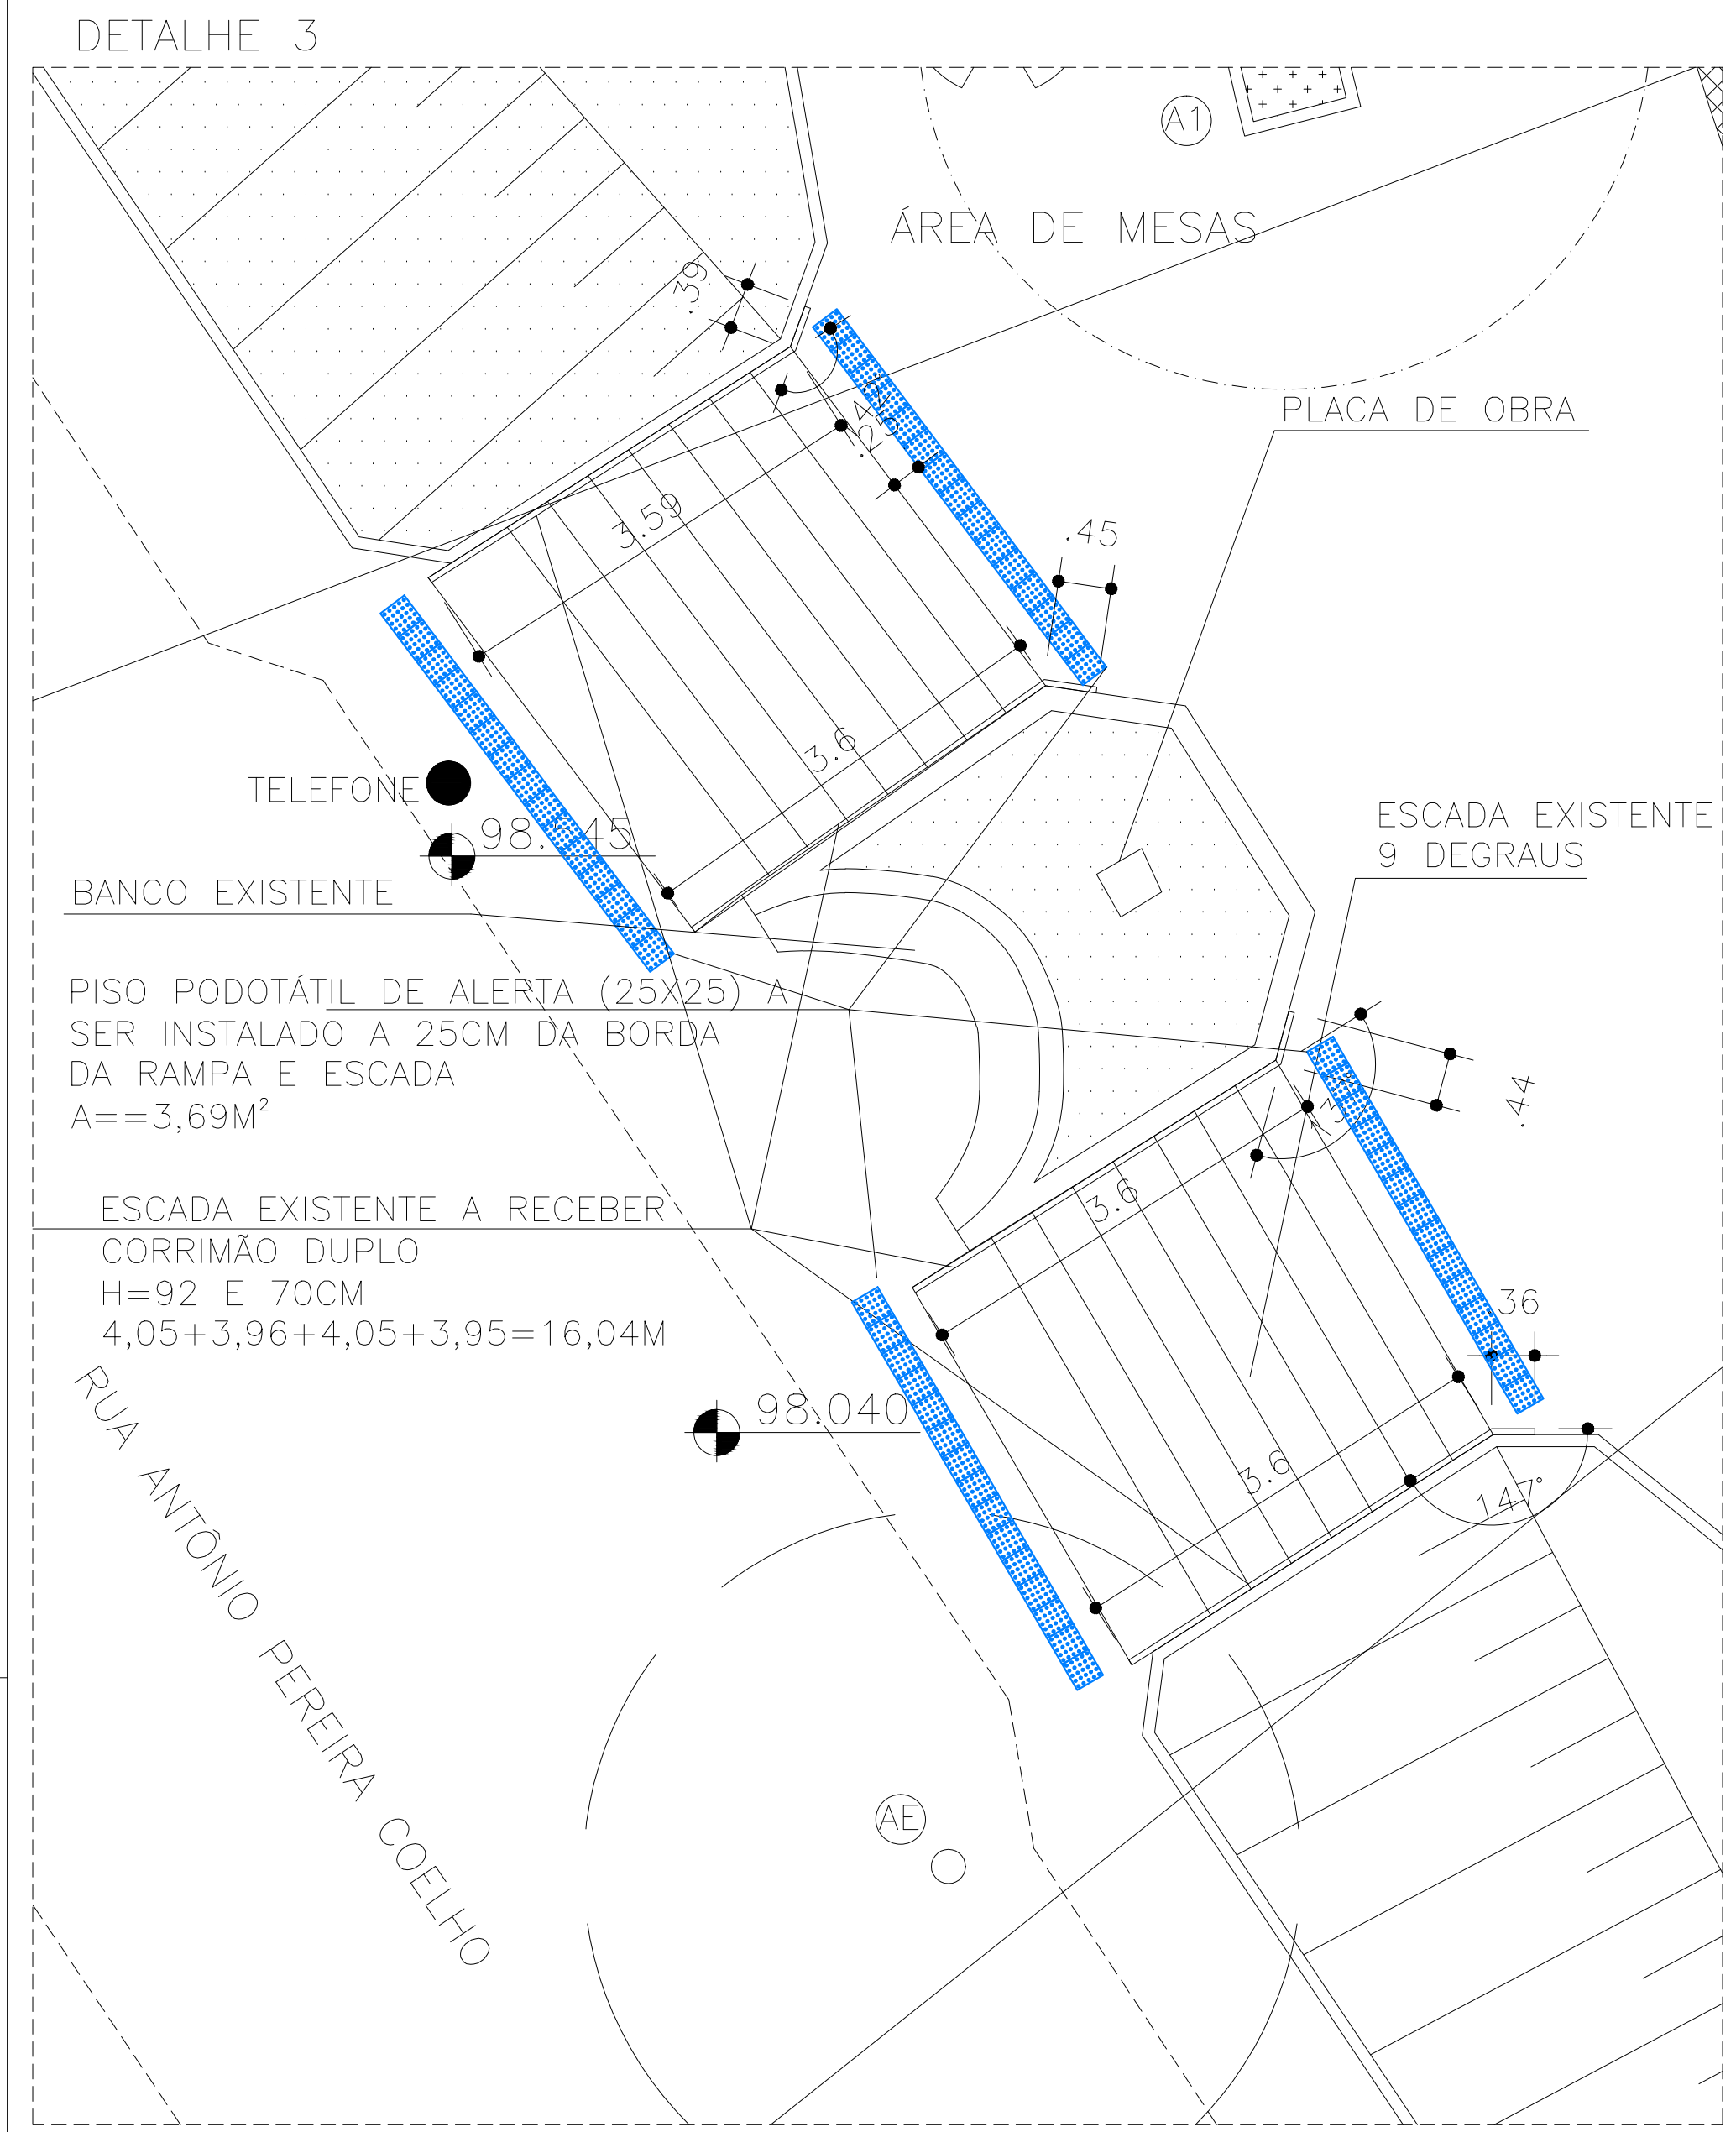 DETALHE 3
A1
ÁREA DE MESAS
.39
PLACA DE OBRA
3.59
.45
3.6
TELEFONE
ESCADA EXISTENTE
9 DEGRAUS
BANCO EXISTENTE
PISO PODOTÁTIL DE ALERTA (25X25) A
SER INSTALADO A 25CM DA BORDA
DA RAMPA E ESCADA
A==3,69M²
.44
3.6
ESCADA EXISTENTE A RECEBER
CORRIMÃO DUPLO
H=92 E 70CM
4,05+3,96+4,05+3,95=16,04M
36
98.040
3.6
147°
RUA ANTÔNIO PEREIRA COELHO
AE